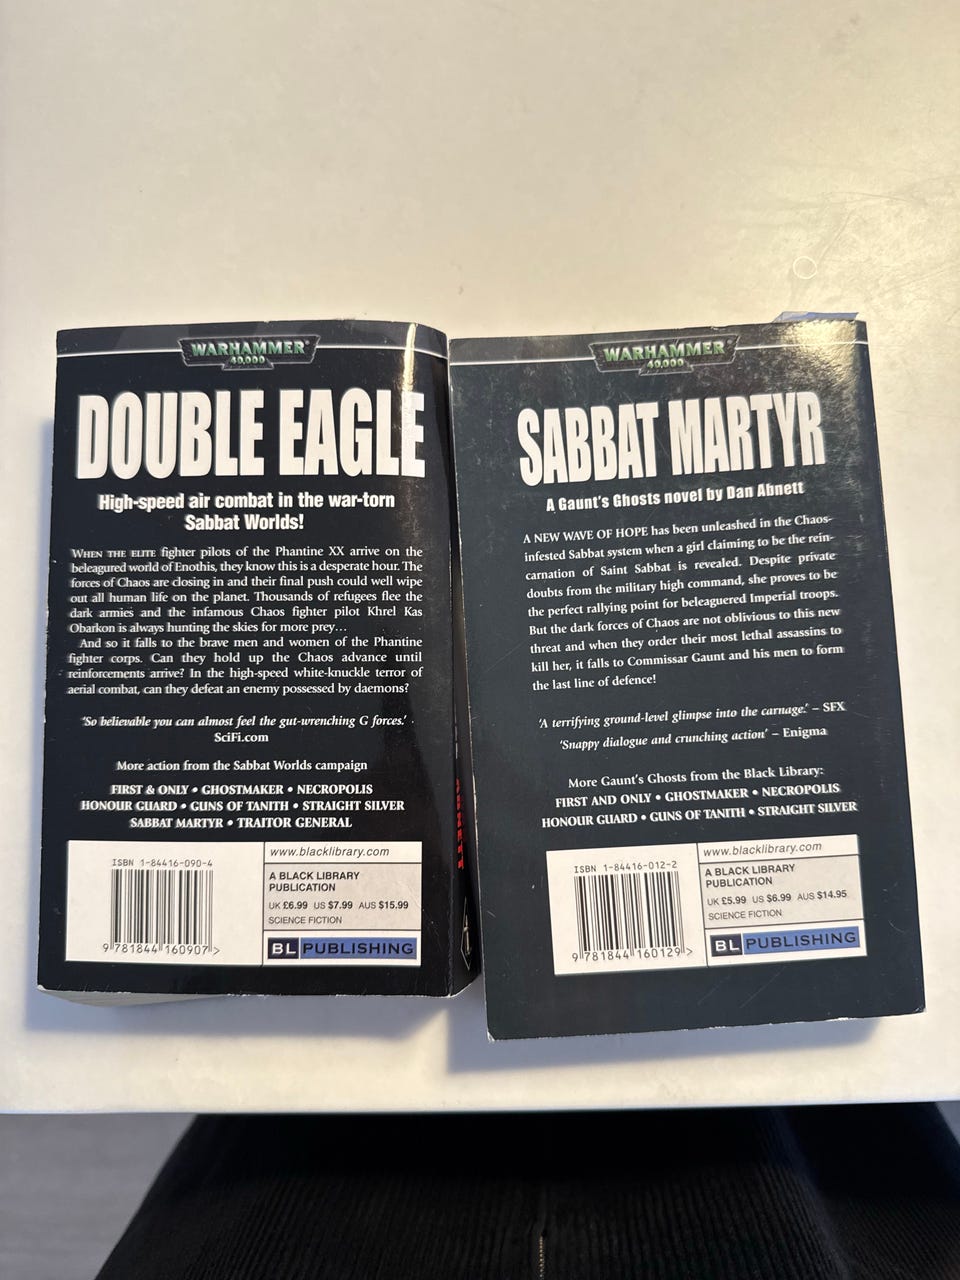 WARHAMMER
40,000
DOUBLE EAGLE
High-speed air combat in the war-torn
Sabbat Worlds!
WHEN THE ELITE fighter pilots of the Phantine XX arrive on the
beleagured world of Enothis, they know this is a desperate hour. The
forces of Chaos are closing in and their final push could well wipe
out all human life on the planet. Thousands of refugees flee the
dark armies and the infamous Chaos fighter pilot Khrel Kas
Obarkon is always hunting the skies for more prey…
And so it falls to the brave men and women of the Phantine
fighter corps. Can they hold up the Chaos advance until
reinforcements arrive? In the high-speed white-knuckle terror of
aerial combat, can they defeat an enemy possessed by daemons?
'So believable you can almost feel the gut-wrenching G forces.' -
SciFi.com
More action from the Sabbat Worlds campaign
FIRST & ONLY • GHOSTMAKER • NECROPOLIS
HONOUR GUARD • GUNS OF TANITH • STRAIGHT SILVER
SABBAT MARTYR • TRAITOR GENERAL
ISBN 1-84416-090-4
9 781844 160907 >
www.blacklibrary.com
A BLACK LIBRARY
PUBLICATION
UK £6.99 US $7.99 AUS $15.99
SCIENCE FICTION
BL PUBLISHING
WARHAMMER
40,000
SABBAT MARTYR
A Gaunt's Ghosts novel by Dan Abnett
A NEW WAVE OF HOPE has been unleashed in the Chaos-
infested Sabbat system when a girl claiming to be the rein-
carnation of Saint Sabbat is revealed. Despite private
doubts from the military high command, she proves to be
the perfect rallying point for beleaguered Imperial troops.
But the dark forces of Chaos are not oblivious to this new
threat and when they order their most lethal assassins to
kill her, it falls to Commissar Gaunt and his men to form
the last line of defence!
'A terrifying ground-level glimpse into the carnage.' – SFX
'Snappy dialogue and crunching action' – Enigma
More Gaunt's Ghosts from the Black Library:
FIRST AND ONLY • GHOSTMAKER • NECROPOLIS
HONOUR GUARD • GUNS OF TANITH • STRAIGHT SILVER
ISBN 1-84416-012-2
9 781844 160129 >
www.blacklibrary.com
A BLACK LIBRARY
PUBLICATION
UK £5.99 US $6.99 AUS $14.95
SCIENCE FICTION
BL PUBLISHING